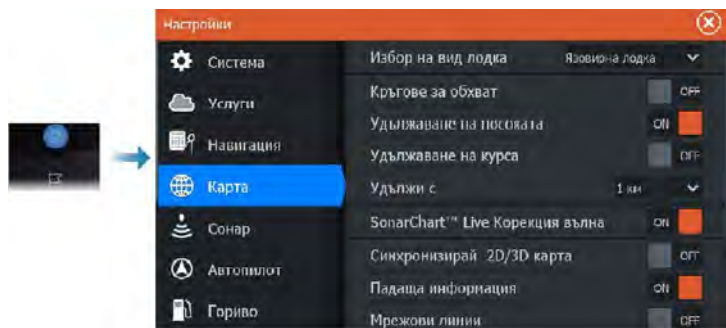 Настройки
Система
Услуги
Навигация
Карта
Сонар
Автопилот
Гориво
Избор на вид лодка Язовирна лодка
Кръгове за обхват OFF
Удължаване на посоката ON
Удължаване на курса OFF
Удължи с 1 км
SonarChart™ Live Корекция вълна ON
Синхронизирай 2D/3D карта OFF
Падаща информация ON
Мрежови линии OFF